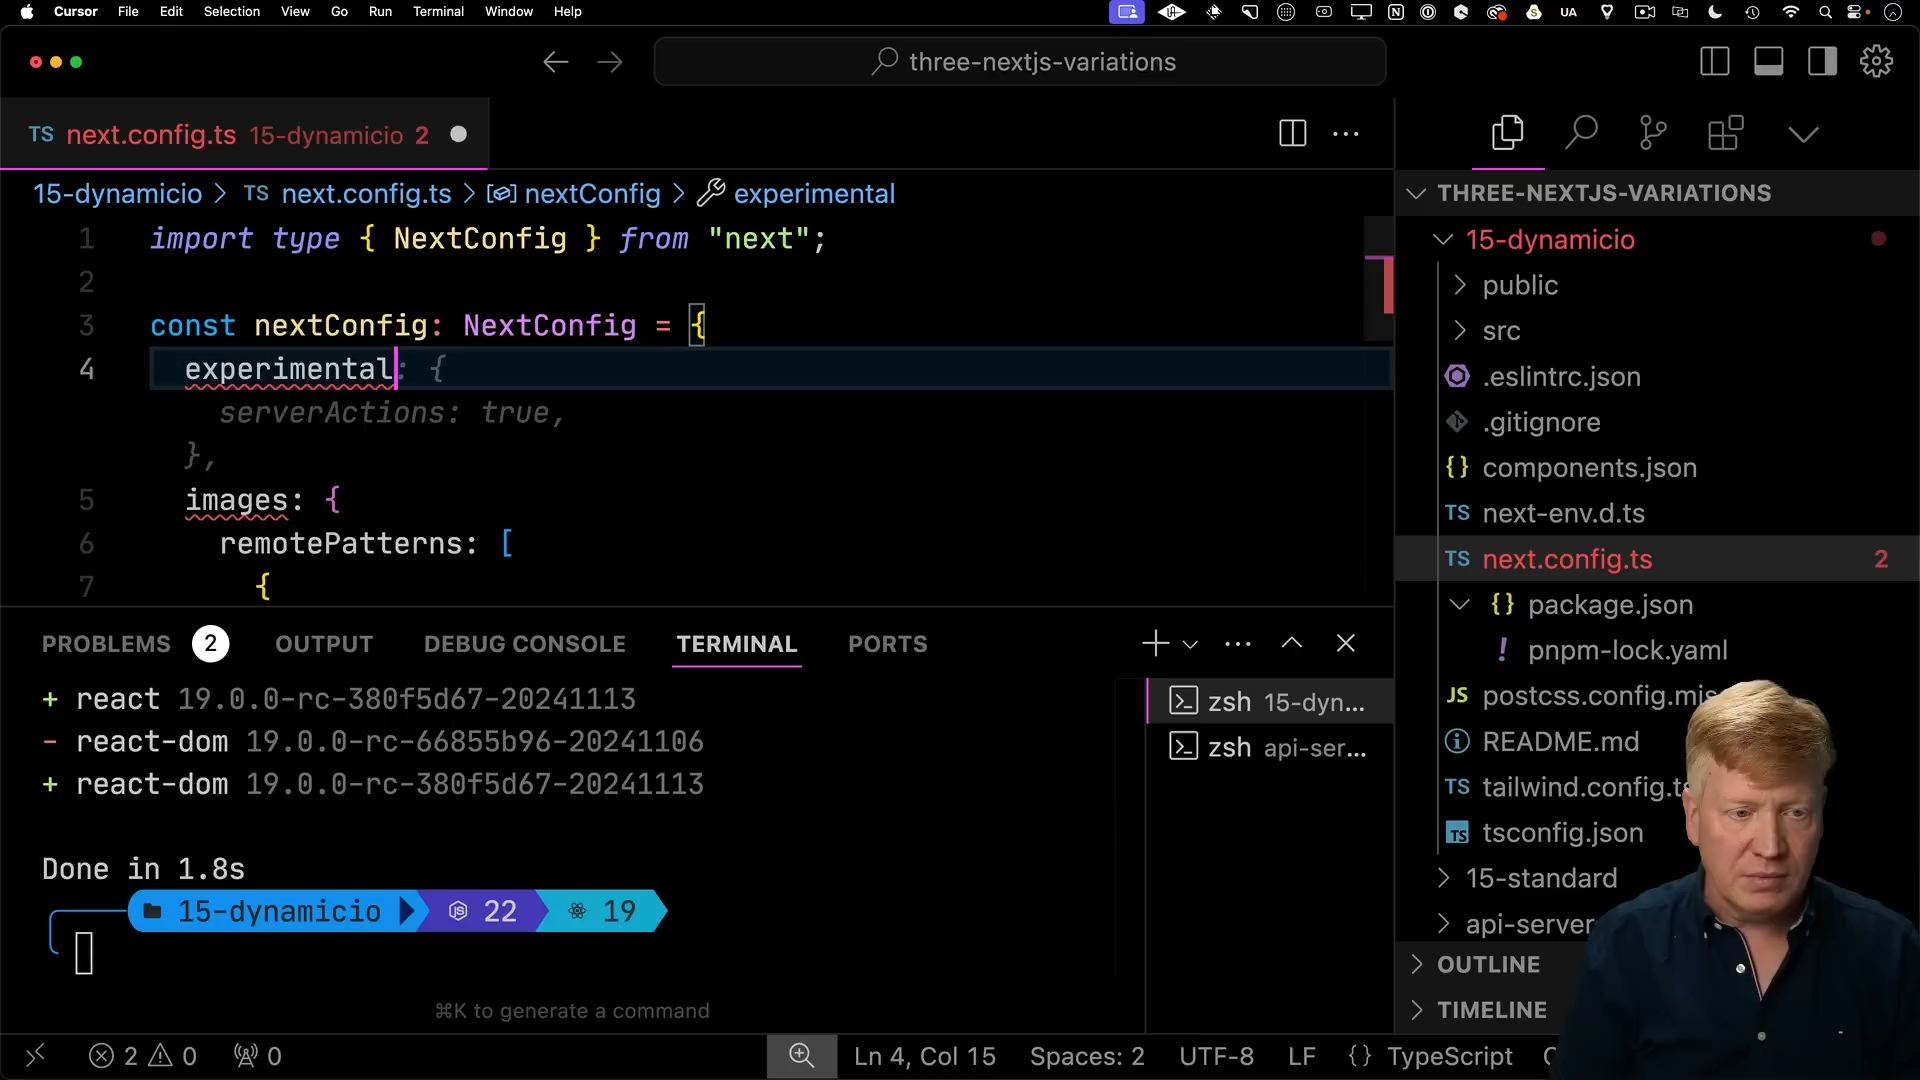 Cursor File Edit Selection View Go Run Terminal Window Help UA
three-nextjs-variations
TS next.config.ts 15-dynamicio 2
15-dynamicio > TS next.config.ts > nextConfig > experimental
1 import type { NextConfig } from "next";
2
3 const nextConfig: NextConfig = {
4 experimental: {
serverActions: true,
},
5 images: {
6 remotePatterns: [
7 {
PROBLEMS 2 OUTPUT DEBUG CONSOLE TERMINAL PORTS
+ react 19.0.0-rc-380f5d67-20241113
- react-dom 19.0.0-rc-66855b96-20241106
+ react-dom 19.0.0-rc-380f5d67-20241113
Done in 1.8s
15-dynamicio 22 19
⌘K to generate a command
zsh 15-dyn...
zsh api-ser...
THREE-NEXTJS-VARIATIONS
15-dynamicio
public
src
.eslintrc.json
.gitignore
{} components.json
TS next-env.d.ts
TS next.config.ts 2
{} package.json
! pnpm-lock.yaml
JS postcss.config.mjs
README.md
TS tailwind.config.ts
TS tsconfig.json
15-standard
api-server
OUTLINE
TIMELINE
2 0 0 Ln 4, Col 15 Spaces: 2 UTF-8 LF {} TypeScript